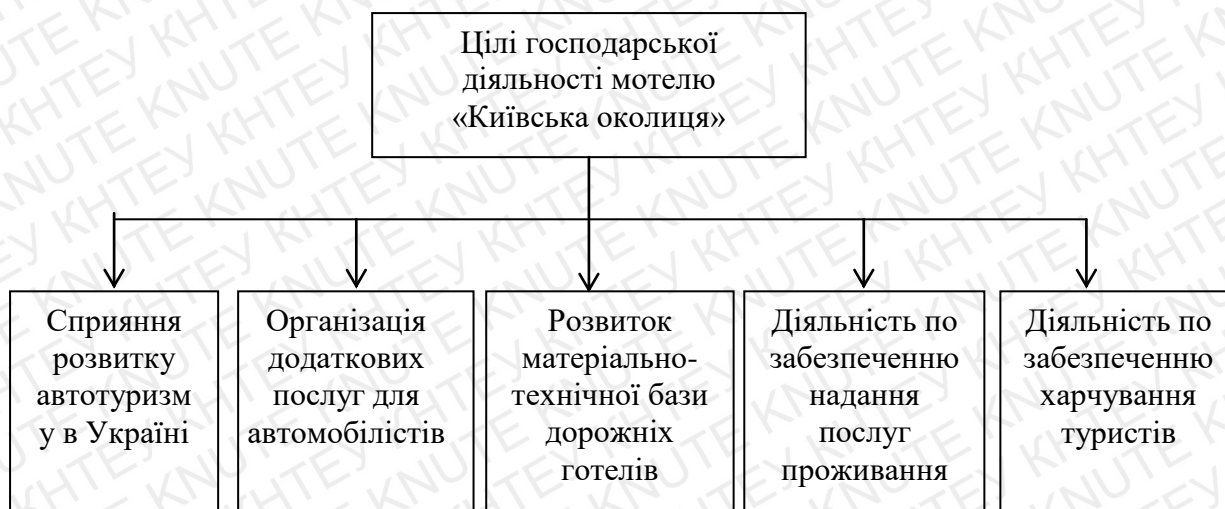 Цілі господарської
діяльності мотелю
«Київська околиця»
Сприяння
розвитку
автотуризм
у в Україні
Організація
додаткових
послуг для
автомобілістів
Розвиток
матеріально-
технічної бази
дорожніх
готелів
Діяльність по
забезпеченню
надання
послуг
проживання
Діяльність по
забезпеченню
харчування
туристів